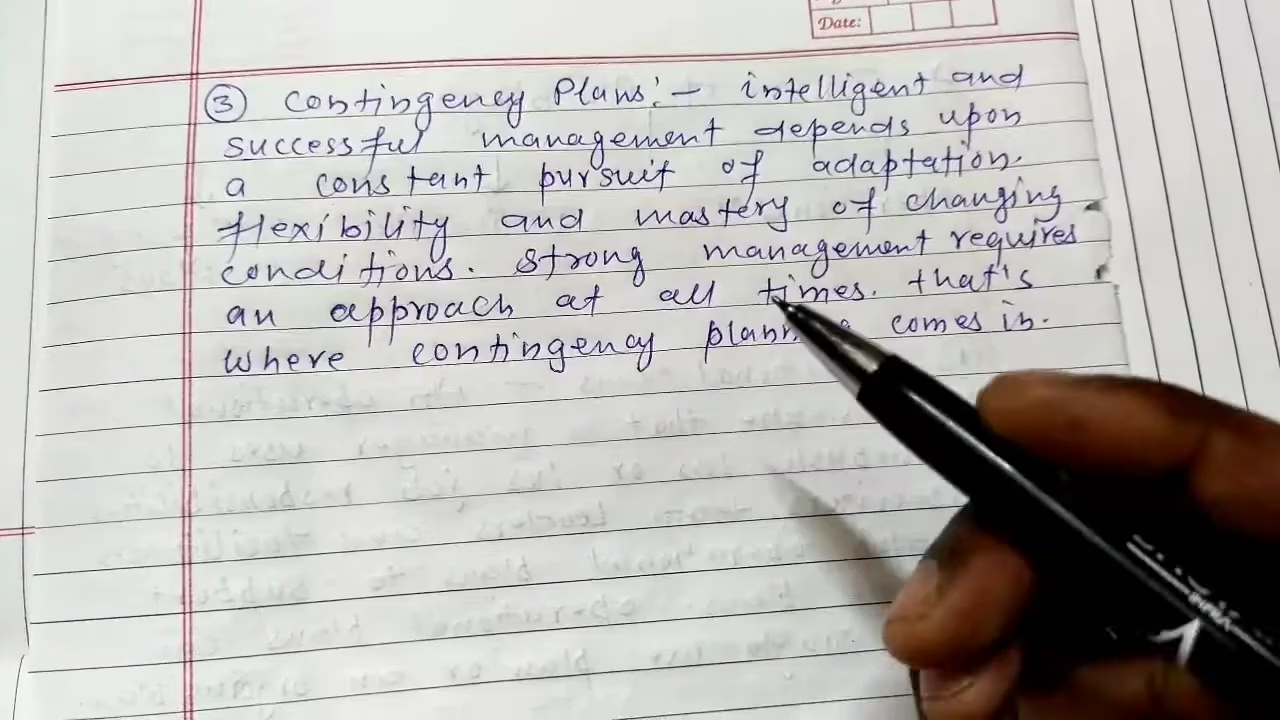 Date:
③ Contingency Plans:- intelligent and
successful management depends upon
a constant pursuit of adaptation.
flexibility and mastery of changing
conditions. strong management requires
an approach at all times. that's
where contingency comes in.